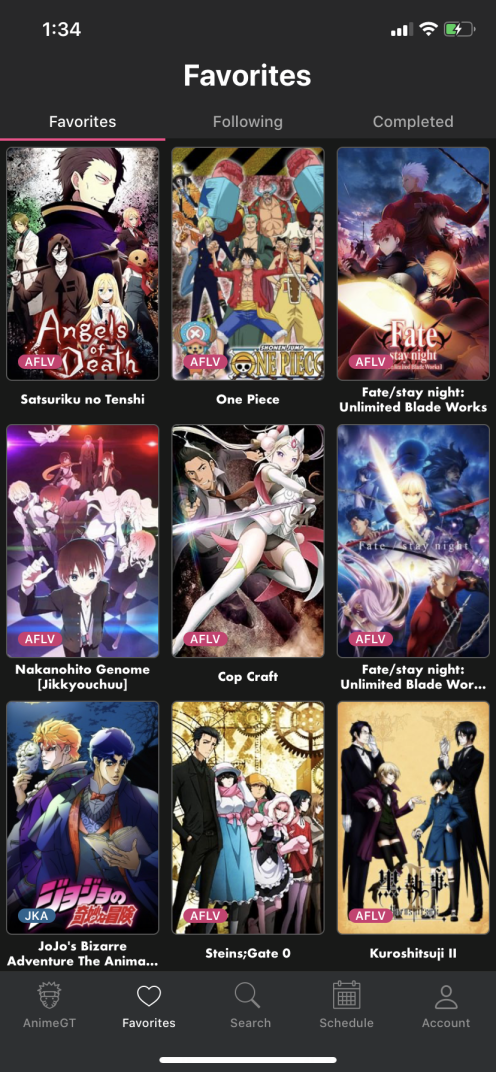 1:34
Favorites
Favorites Following Completed
Angels
of
Death
AFLV
SHONEN JUMP
ONE PIECE
AFLV
Fate
stay night
Unlimited Blade Works
AFLV
Satsuriku no Tenshi
One Piece
Fate/stay night:
Unlimited Blade Works
AFLV
AFLV
Fate/stay night
AFLV
Nakanohito Genome
[Jikkyouchuu]
Cop Craft
Fate/stay night:
Unlimited Blade Wor...
ジョジョの
奇妙な冒険
JKA
AFLV
黒執事
II
AFLV
JoJo's Bizarre
Adventure The Anima...
Steins;Gate 0
Kuroshitsuji II
AnimeGT Favorites Search Schedule Account